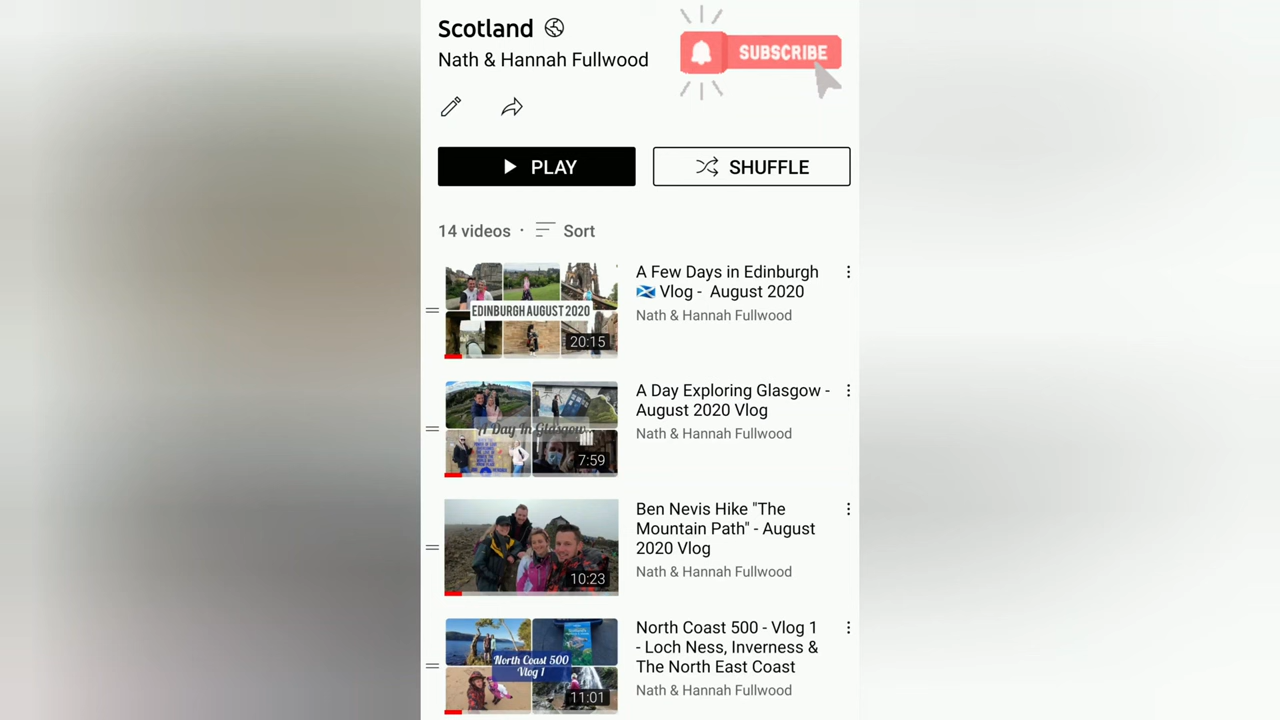 Scotland
Nath & Hannah Fullwood
SUBSCRIBE
PLAY
SHUFFLE
14 videos · Sort
EDINBURGH AUGUST 2020
20:15
A Few Days in Edinburgh
🏴󠁧󠁢󠁳󠁣󠁴󠁿 Vlog - August 2020
Nath & Hannah Fullwood
A Day In Glasgow..
7:59
A Day Exploring Glasgow -
August 2020 Vlog
Nath & Hannah Fullwood
10:23
Ben Nevis Hike "The
Mountain Path" - August
2020 Vlog
Nath & Hannah Fullwood
North Coast 500
Vlog 1
11:01
North Coast 500 - Vlog 1
- Loch Ness, Inverness &
The North East Coast
Nath & Hannah Fullwood